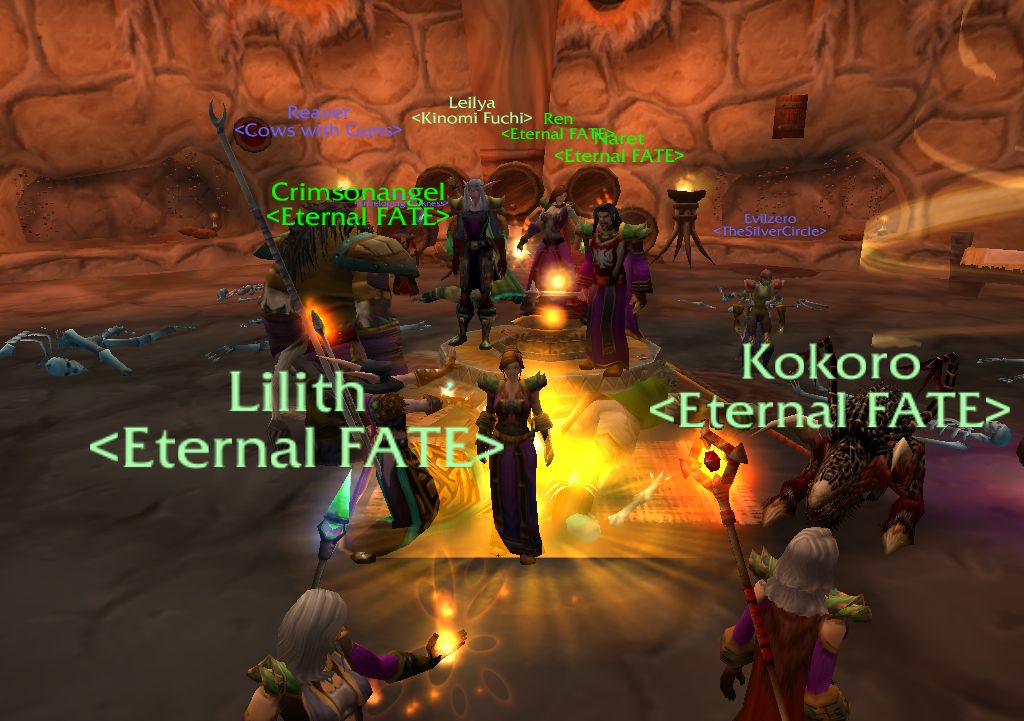 Reaver
<Cows with Guns>
Leilya
<Kinomi Fuchi>
Ren
<Eternal FATE>
Naret
<Eternal FATE>
Crimsonangel
<Eternal FATE>
Evilzero
<TheSilverCircle>
Lilith
<Eternal FATE>
Kokoro
<Eternal FATE>